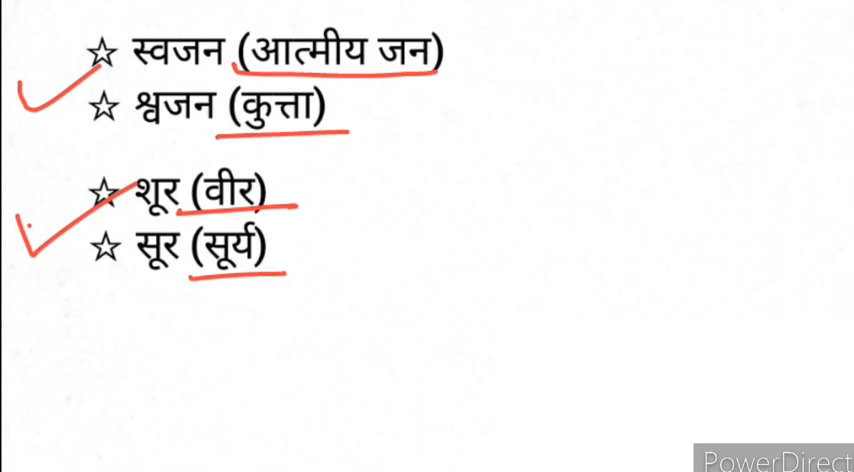 ☆ स्वजन (आत्मीय जन)
☆ श्वजन (कुत्ता)
☆ शूर (वीर)
☆ सूर (सूर्य)
PowerDirect